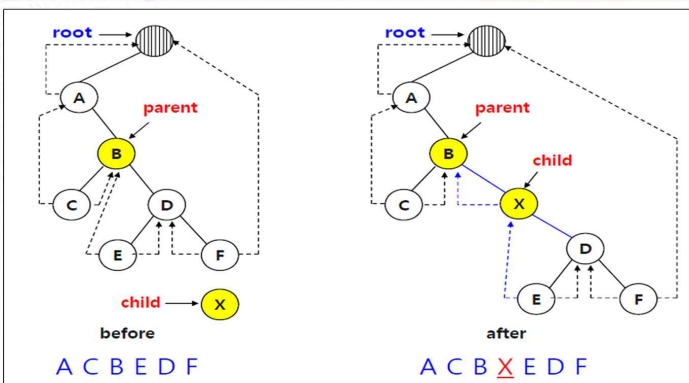 root
A
parent
B
C
D
E
F
child
X
before
A C B E D F
root
A
parent
B
child
C
X
D
E
F
after
A C B X E D F